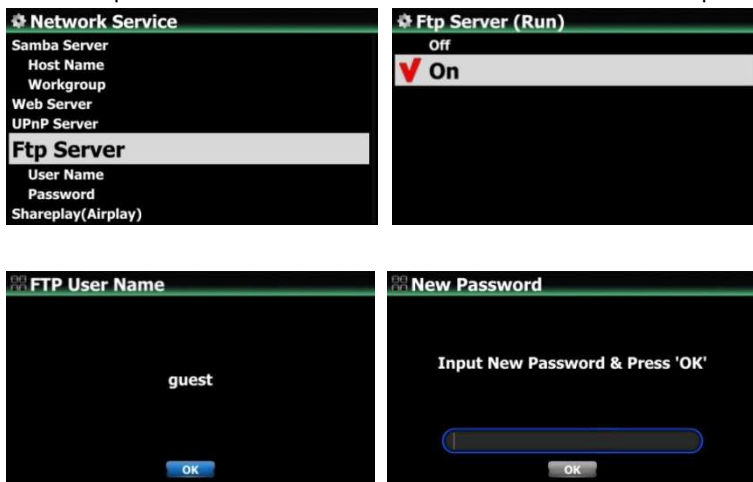 Network Service
Samba Server
Host Name
Workgroup
Web Server
UPnP Server
Ftp Server
User Name
Password
Shareplay(Airplay)
Ftp Server (Run)
Off
On
FTP User Name
guest
OK
New Password
Input New Password & Press 'OK'
OK